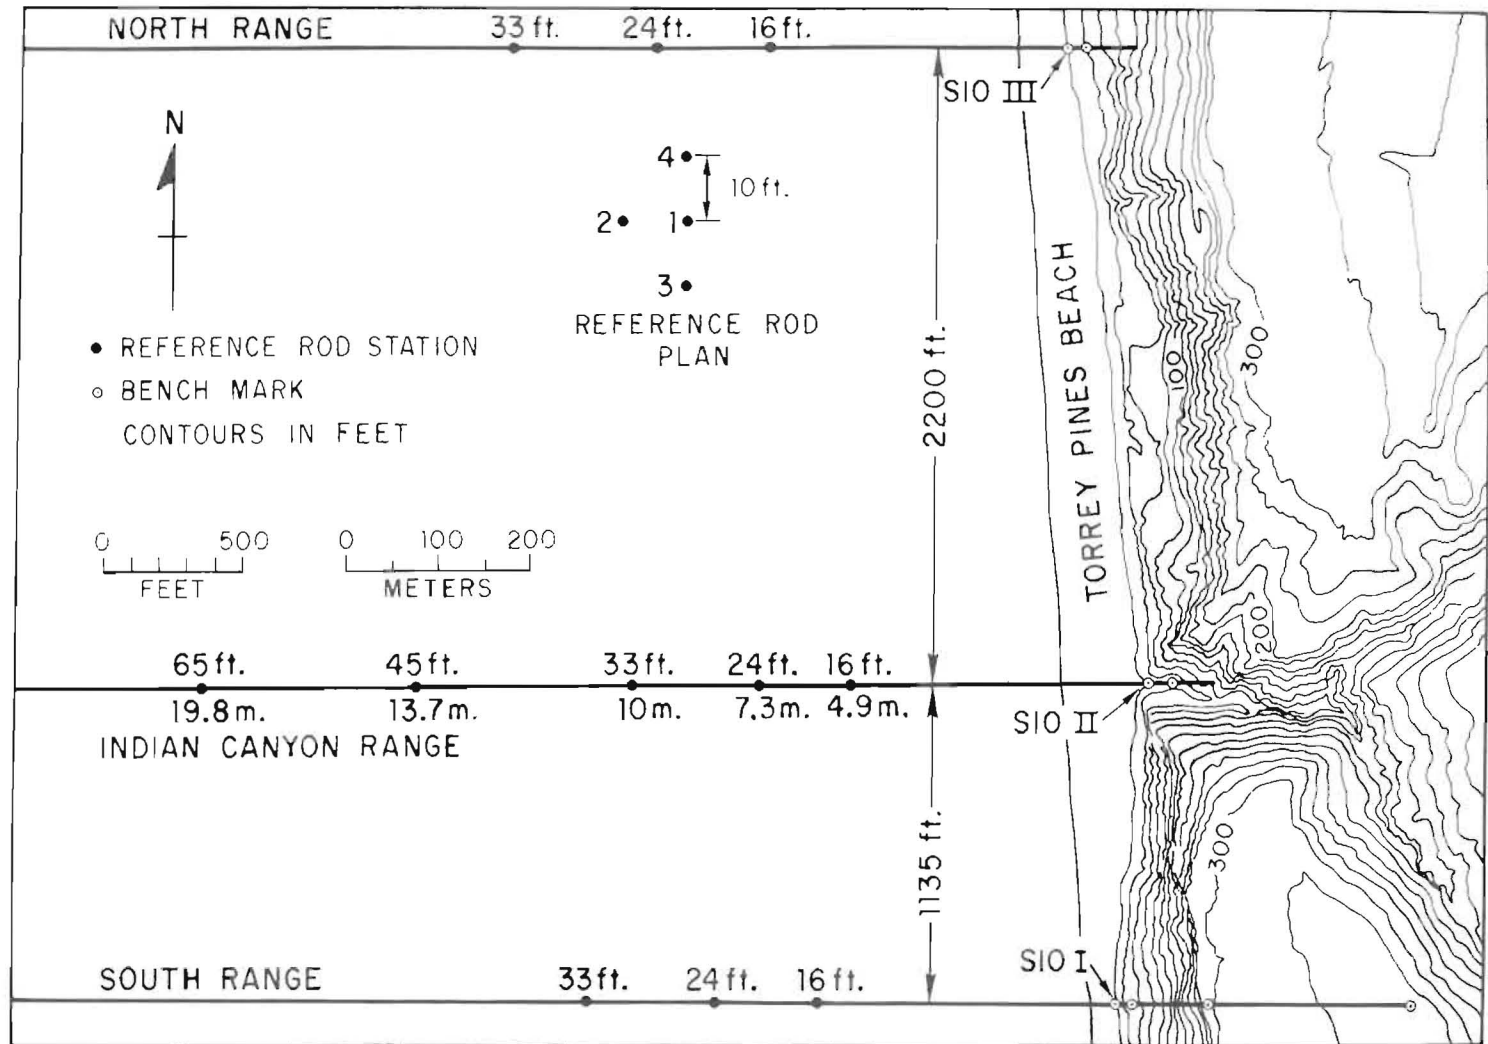 NORTH RANGE 33 ft. 24 ft. 16 ft.
SIO III
N
4
10 ft.
2 1
3
REFERENCE ROD
PLAN
REFERENCE ROD STATION
BENCH MARK
CONTOURS IN FEET
TORREY PINES BEACH
100
300
2200 ft.
0 500
FEET
0 100 200
METERS
300
65 ft. 45 ft. 33 ft. 24 ft. 16 ft.
19.8 m. 13.7 m. 10 m. 7.3 m. 4.9 m.
SIO II
INDIAN CANYON RANGE
1135 ft.
300
SIO I
SOUTH RANGE 33 ft. 24 ft. 16 ft.